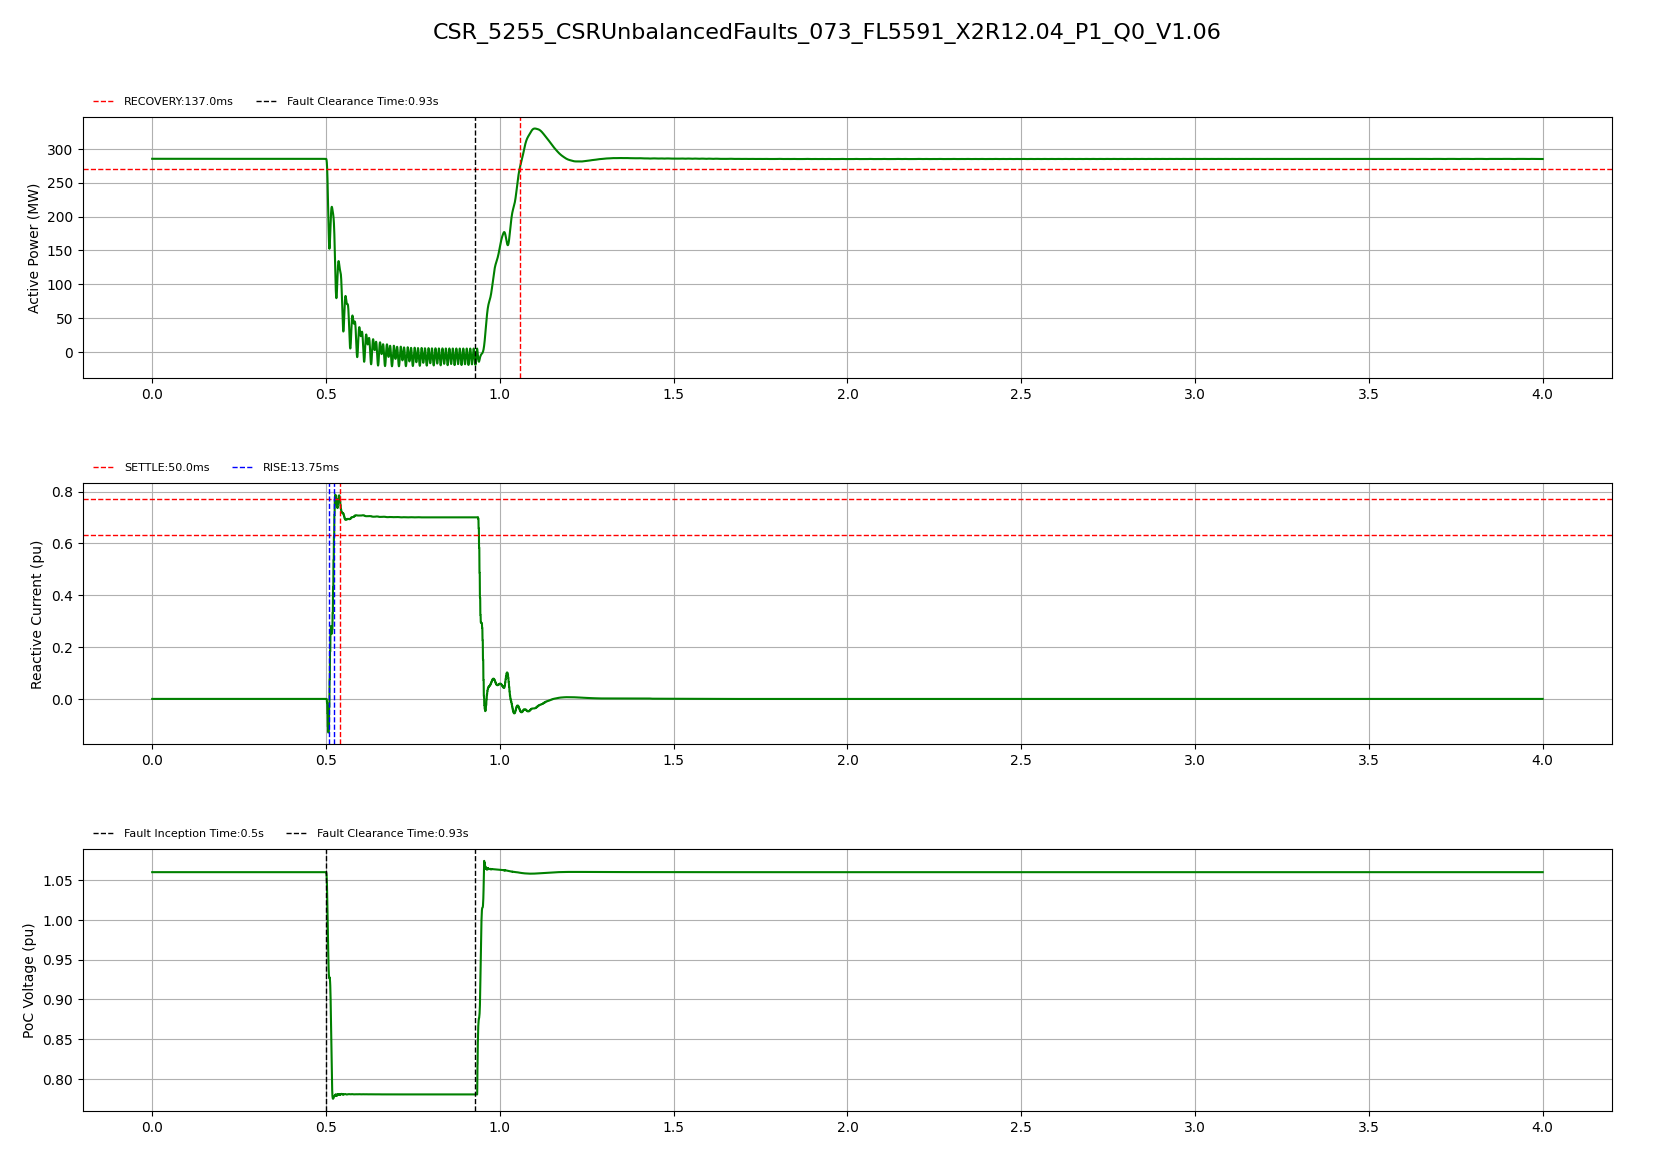 CSR_5255_CSRUnbalancedFaults_073_FL5591_X2R12.04_P1_Q0_V1.06
RECOVERY:137.0ms Fault Clearance Time:0.93s
Active Power (MW)
300
250
200
150
100
50
0
0.0 0.5 1.0 1.5 2.0 2.5 3.0 3.5 4.0
SETTLE:50.0ms RISE:13.75ms
Reactive Current (pu)
0.8
0.6
0.4
0.2
0.0
0.0 0.5 1.0 1.5 2.0 2.5 3.0 3.5 4.0
Fault Inception Time:0.5s Fault Clearance Time:0.93s
PoC Voltage (pu)
1.05
1.00
0.95
0.90
0.85
0.80
0.0 0.5 1.0 1.5 2.0 2.5 3.0 3.5 4.0